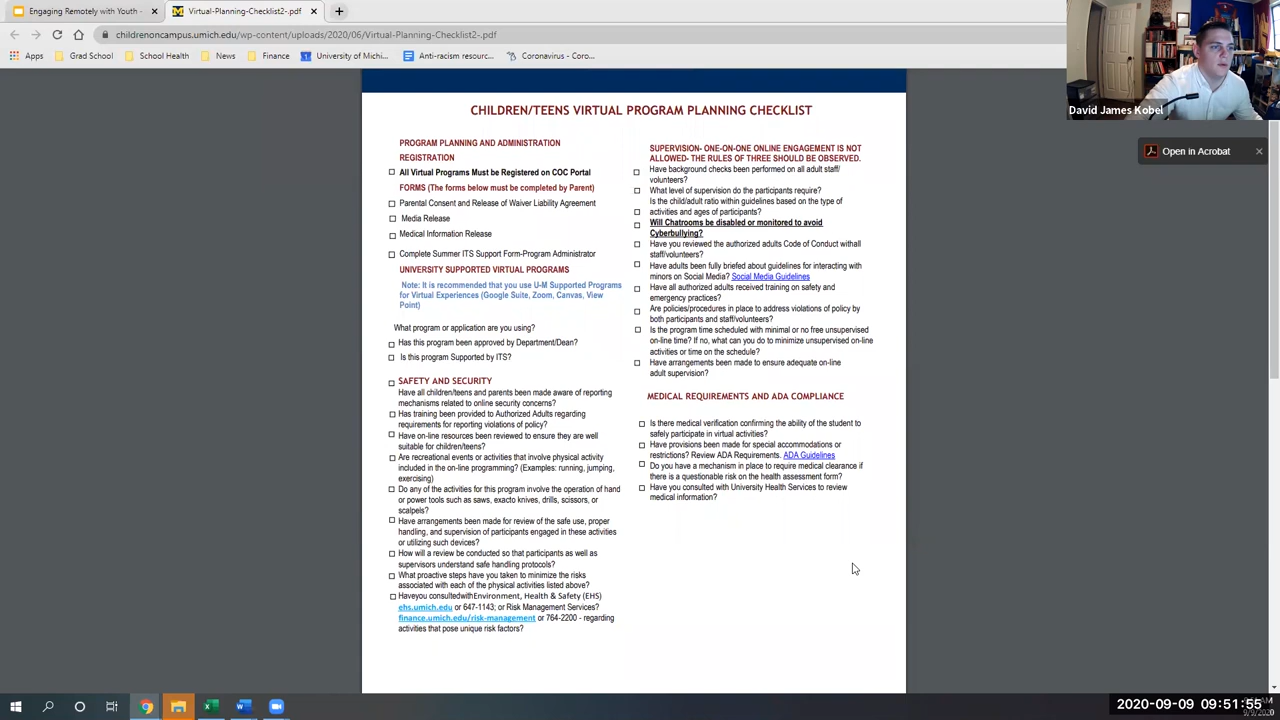 Engaging Remotely with Youth -
Virtual-Planning-Checklist2-.pdf
childrenoncampus.umich.edu/wp-content/uploads/2020/06/Virtual-Planning-Checklist2-.pdf
Apps
Grad School
School Health
News
Finance
University of Michi...
Anti-racism resourc...
Coronavirus - Coro...
David James Kobel
Open in Acrobat
CHILDREN/TEENS VIRTUAL PROGRAM PLANNING CHECKLIST
PROGRAM PLANNING AND ADMINISTRATION
REGISTRATION
All Virtual Programs Must be Registered on COC Portal
FORMS (The forms below must be completed by Parent)
Parental Consent and Release of Waiver Liability Agreement
Media Release
Medical Information Release
Complete Summer ITS Support Form-Program Administrator
UNIVERSITY SUPPORTED VIRTUAL PROGRAMS
Note: It is recommended that you use U-M Supported Programs
for Virtual Experiences (Google Suite, Zoom, Canvas, View
Point)
What program or application are you using?
Has this program been approved by Department/Dean?
Is this program Supported by ITS?
SAFETY AND SECURITY
Have all children/teens and parents been made aware of reporting
mechanisms related to online security concerns?
Has training been provided to Authorized Adults regarding
requirements for reporting violations of policy?
Have on-line resources been reviewed to ensure they are well
suitable for children/teens?
Are recreational events or activities that involve physical activity
included in the on-line programming? (Examples: running, jumping,
exercising)
Do any of the activities for this program involve the operation of hand
or power tools such as saws, exacto knives, drills, scissors, or
scalpels?
Have arrangements been made for review of the safe use, proper
handling, and supervision of participants engaged in these activities
or utilizing such devices?
How will a review be conducted so that participants as well as
supervisors understand safe handling protocols?
What proactive steps have you taken to minimize the risks
associated with each of the physical activities listed above?
Haveyou consultedwithEnvironment, Health & Safety (EHS)
ehs.umich.edu or 647-1143; or Risk Management Services?
finance.umich.edu/risk-management or 764-2200 - regarding
activities that pose unique risk factors?
SUPERVISION- ONE-ON-ONE ONLINE ENGAGEMENT IS NOT
ALLOWED- THE RULES OF THREE SHOULD BE OBSERVED.
Have background checks been performed on all adult staff/
volunteers?
What level of supervision do the participants require?
Is the child/adult ratio within guidelines based on the type of
activities and ages of participants?
Will Chatrooms be disabled or monitored to avoid
Cyberbullying?
Have you reviewed the authorized adults Code of Conduct withall
staff/volunteers?
Have adults been fully briefed about guidelines for interacting with
minors on Social Media? Social Media Guidelines
Have all authorized adults received training on safety and
emergency practices?
Are policies/procedures in place to address violations of policy by
both participants and staff/volunteers?
Is the program time scheduled with minimal or no free unsupervised
on-line time? If no, what can you do to minimize unsupervised on-line
activities or time on the schedule?
Have arrangements been made to ensure adequate on-line
adult supervision?
MEDICAL REQUIREMENTS AND ADA COMPLIANCE
Is there medical verification confirming the ability of the student to
safely participate in virtual activities?
Have provisions been made for special accommodations or
restrictions? Review ADA Requirements. ADA Guidelines
Do you have a mechanism in place to require medical clearance if
there is a questionable risk on the health assessment form?
Have you consulted with University Health Services to review
medical information?
2020-09-09 09:51:55